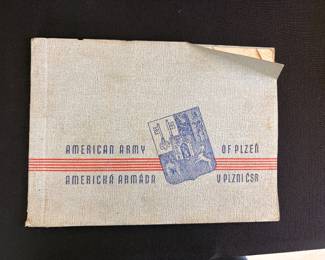 AMERICAN ARMY OF PLZEŇ
AMERICKÁ ARMÁDA V PLZNI ČSR